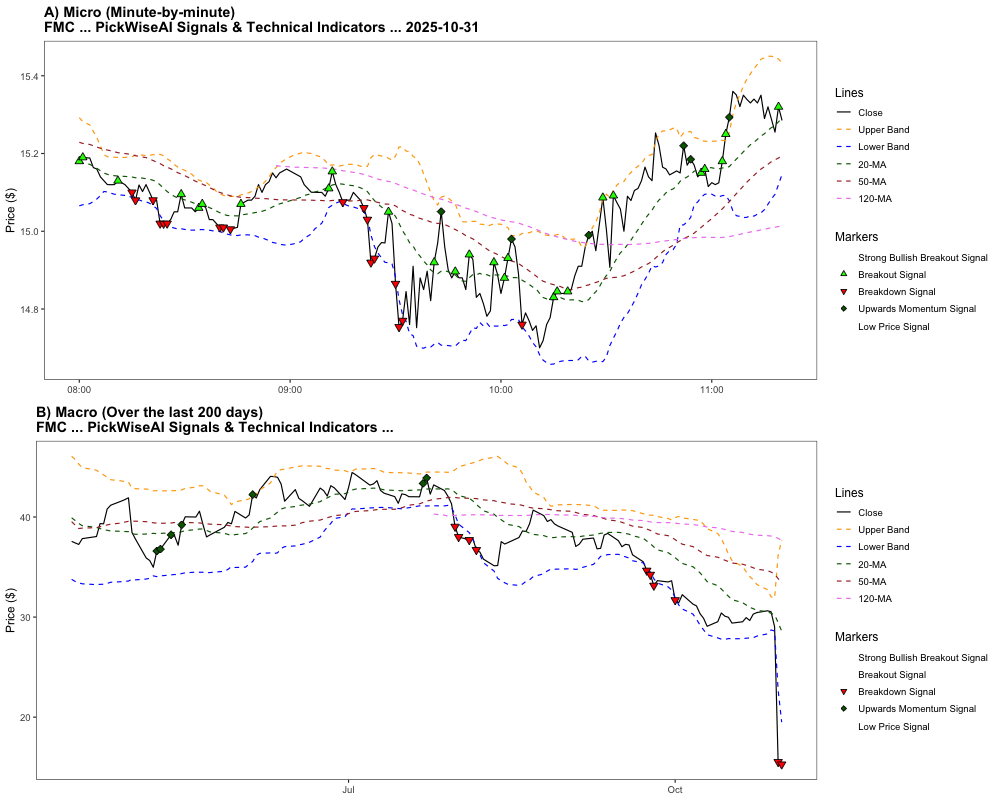 A) Micro (Minute-by-minute)
FMC ... PickWiseAI Signals & Technical Indicators ... 2025-10-31
Price ($)
15.4
15.2
15.0
14.8
08:00
09:00
10:00
11:00
Lines
Close
Upper Band
Lower Band
20-MA
50-MA
120-MA
Markers
Strong Bullish Breakout Signal
Breakout Signal
Breakdown Signal
Upwards Momentum Signal
Low Price Signal
B) Macro (Over the last 200 days)
FMC ... PickWiseAI Signals & Technical Indicators ...
Price ($)
40
30
20
Jul
Oct
Lines
Close
Upper Band
Lower Band
20-MA
50-MA
120-MA
Markers
Strong Bullish Breakout Signal
Breakout Signal
Breakdown Signal
Upwards Momentum Signal
Low Price Signal